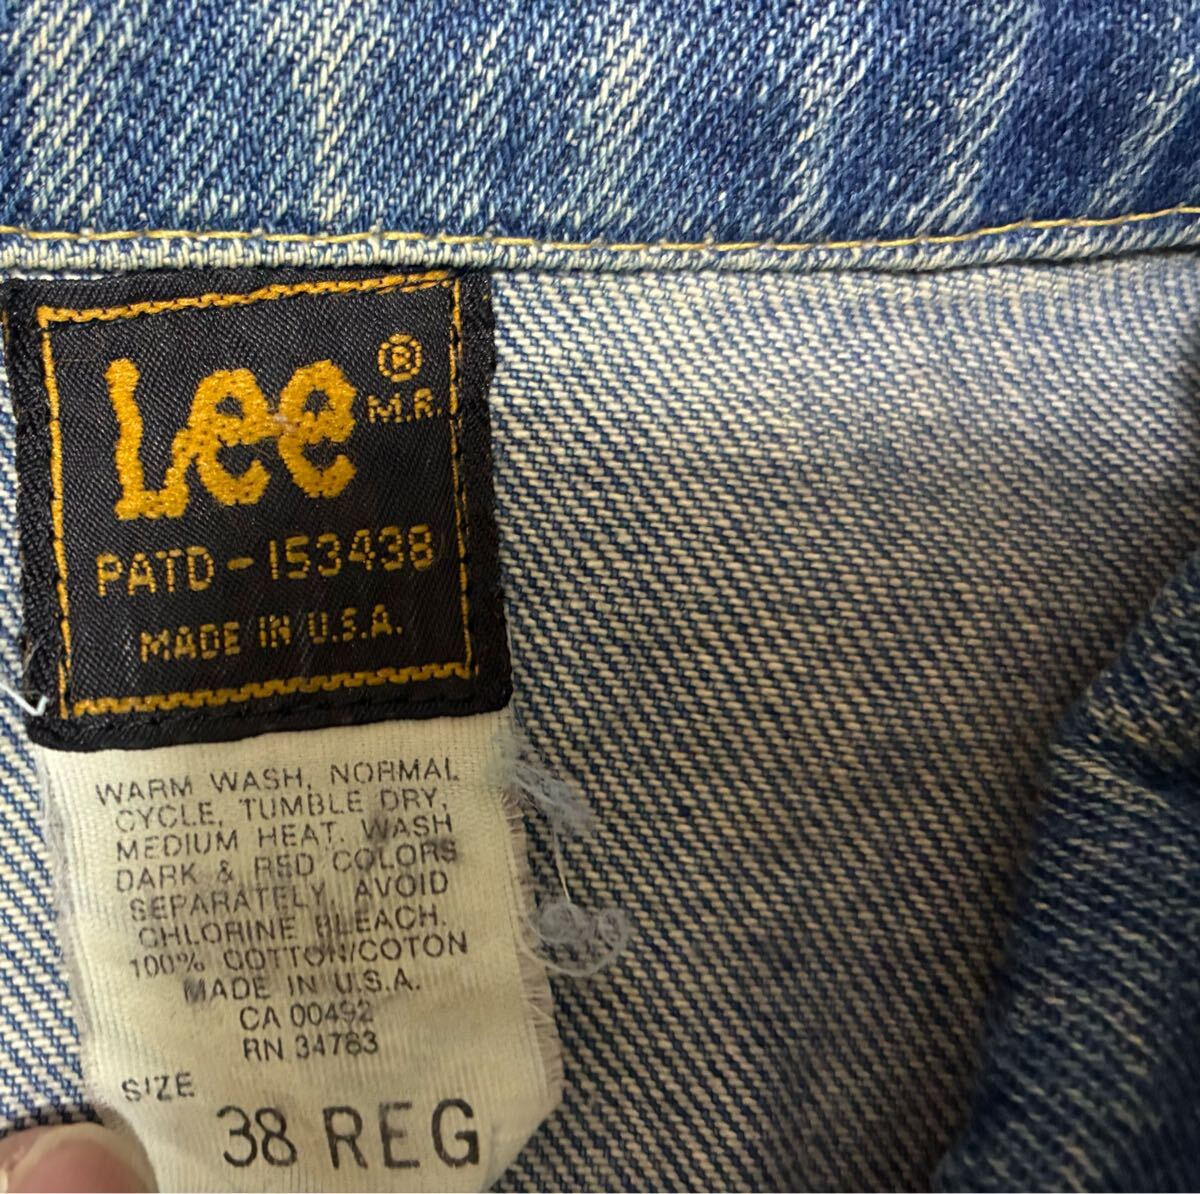 Lee ®
M.R.
PATD-153438
MADE IN U.S.A.
WARM WASH, NORMAL
CYCLE, TUMBLE DRY,
MEDIUM HEAT. WASH
DARK & RED COLORS
SEPARATELY, AVOID
CHLORINE BLEACH.
100% COTTON/COTON
MADE IN U.S.A.
CA 00492
RN 34763
SIZE
38 REG